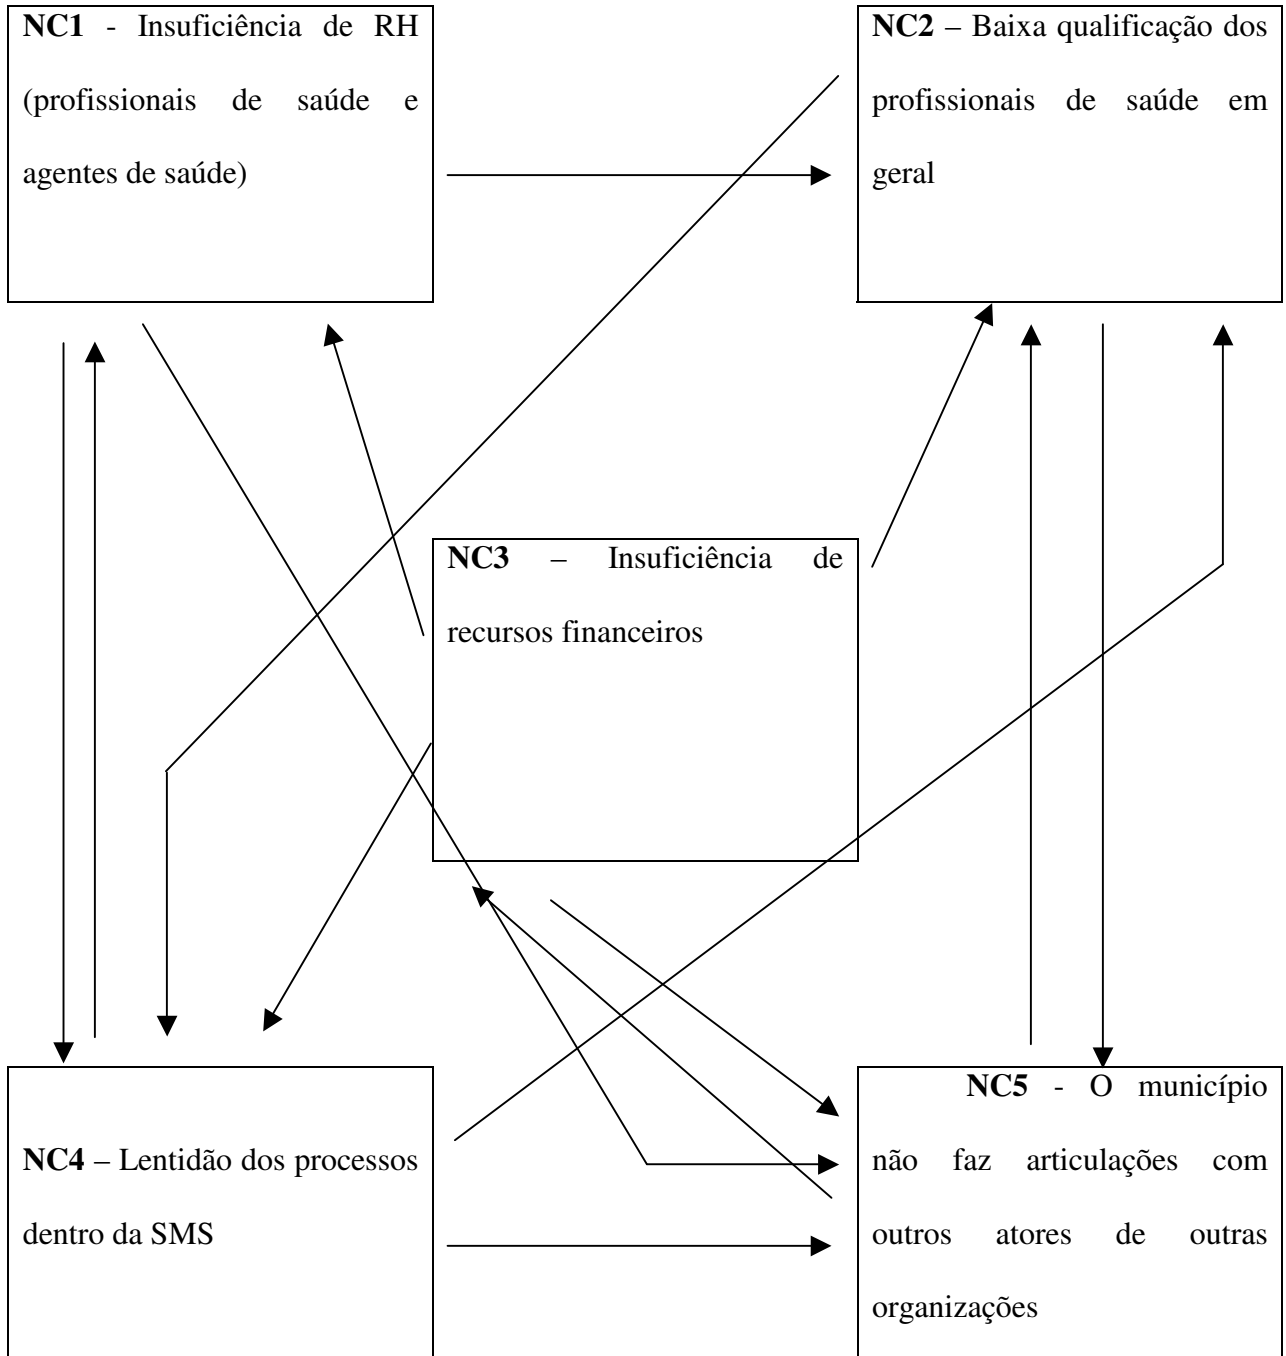 NC1 - Insuficiência de RH
(profissionais de saúde e
agentes de saúde)
NC2 – Baixa qualificação dos
profissionais de saúde em
geral
NC3 – Insuficiência de
recursos financeiros
NC4 – Lentidão dos processos
dentro da SMS
NC5 - O município
não faz articulações com
outros atores de outras
organizações